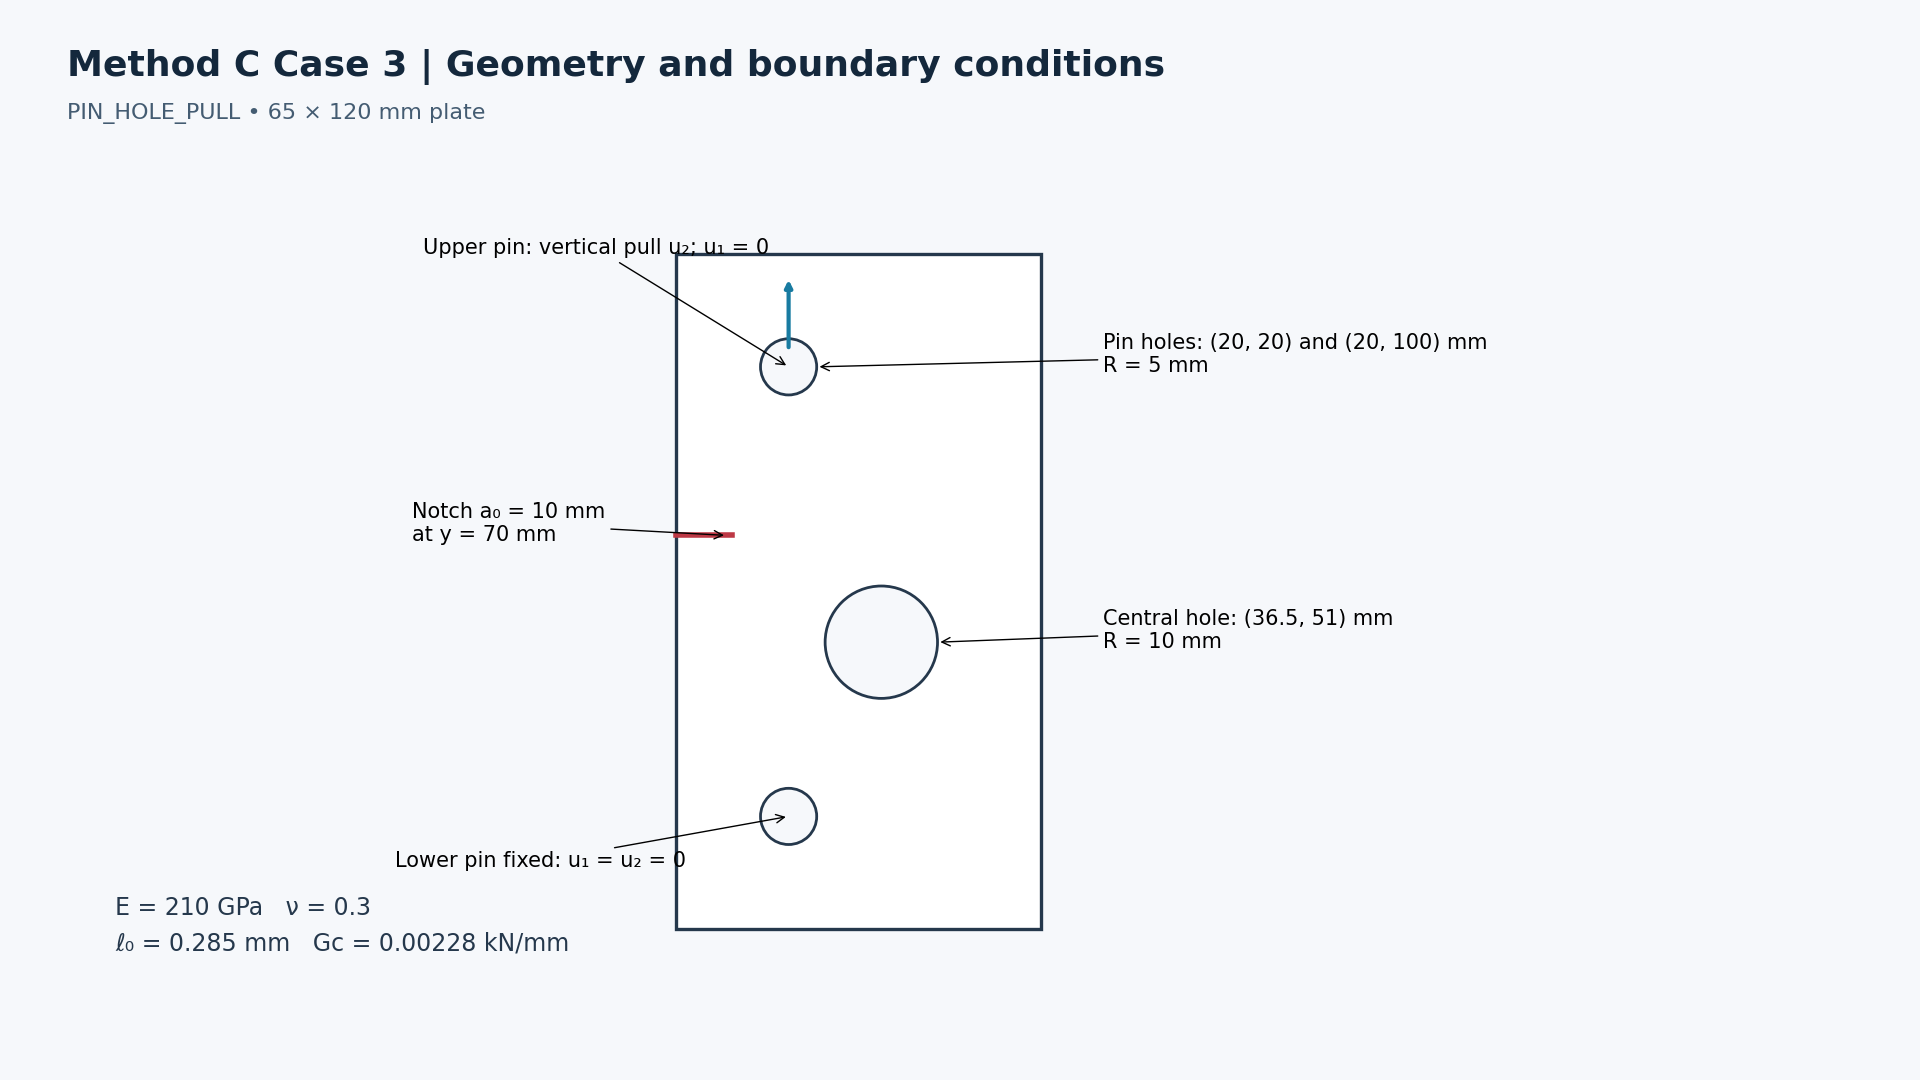 Method C Case 3 | Geometry and boundary conditions
PIN_HOLE_PULL • 65 × 120 mm plate
Upper pin: vertical pull u₂; u₁ = 0
Pin holes: (20, 20) and (20, 100) mm
R = 5 mm
Notch a₀ = 10 mm
at y = 70 mm
Central hole: (36.5, 51) mm
R = 10 mm
Lower pin fixed: u₁ = u₂ = 0
E = 210 GPa   ν = 0.3
ℓ₀ = 0.285 mm   Gc = 0.00228 kN/mm